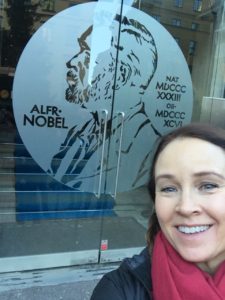 ALFR·
NOBEL
NAT
MDCCC
XXXIII
OB·
MDCCC
XCVI